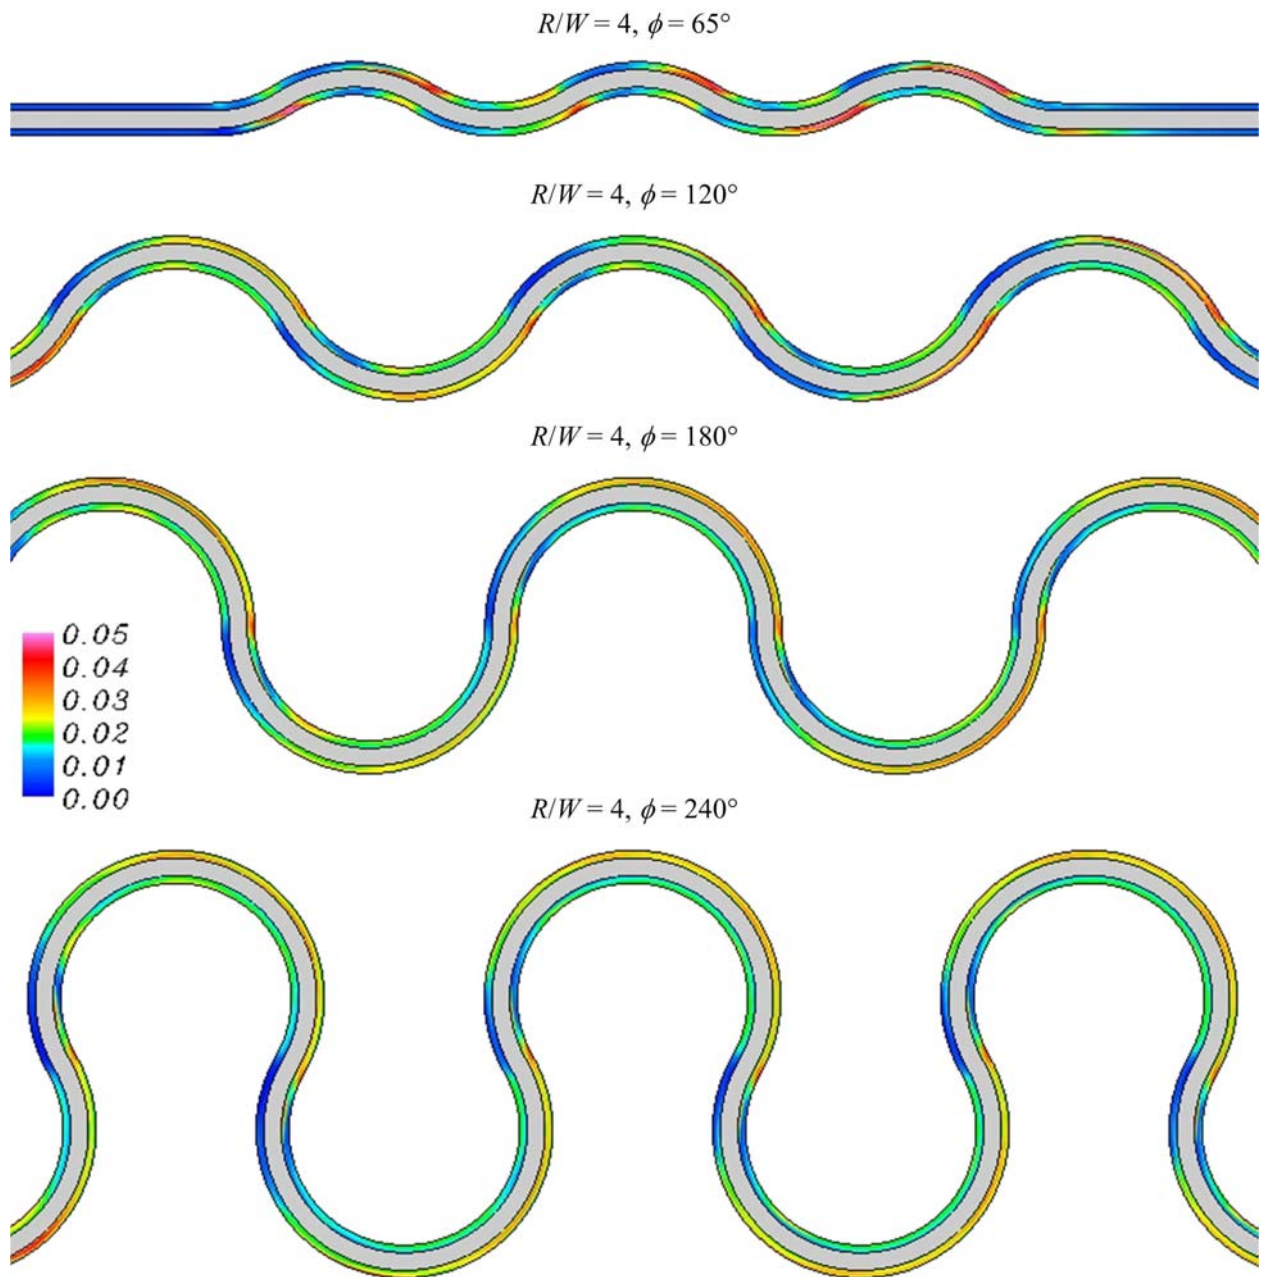 R/W = 4, ϕ = 65°
R/W = 4, ϕ = 120°
R/W = 4, ϕ = 180°
0.05
0.04
0.03
0.02
0.01
0.00
R/W = 4, ϕ = 240°